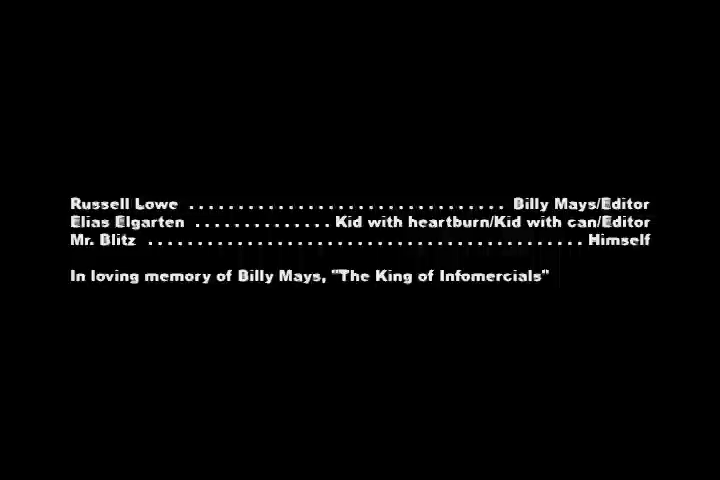 Russell Lowe ................................ Billy Mays/Editor
Elias Elgarten .............. Kid with heartburn/Kid with can/Editor
Mr. Blitz ............................................ Himself
In loving memory of Billy Mays, "The King of Infomercials"